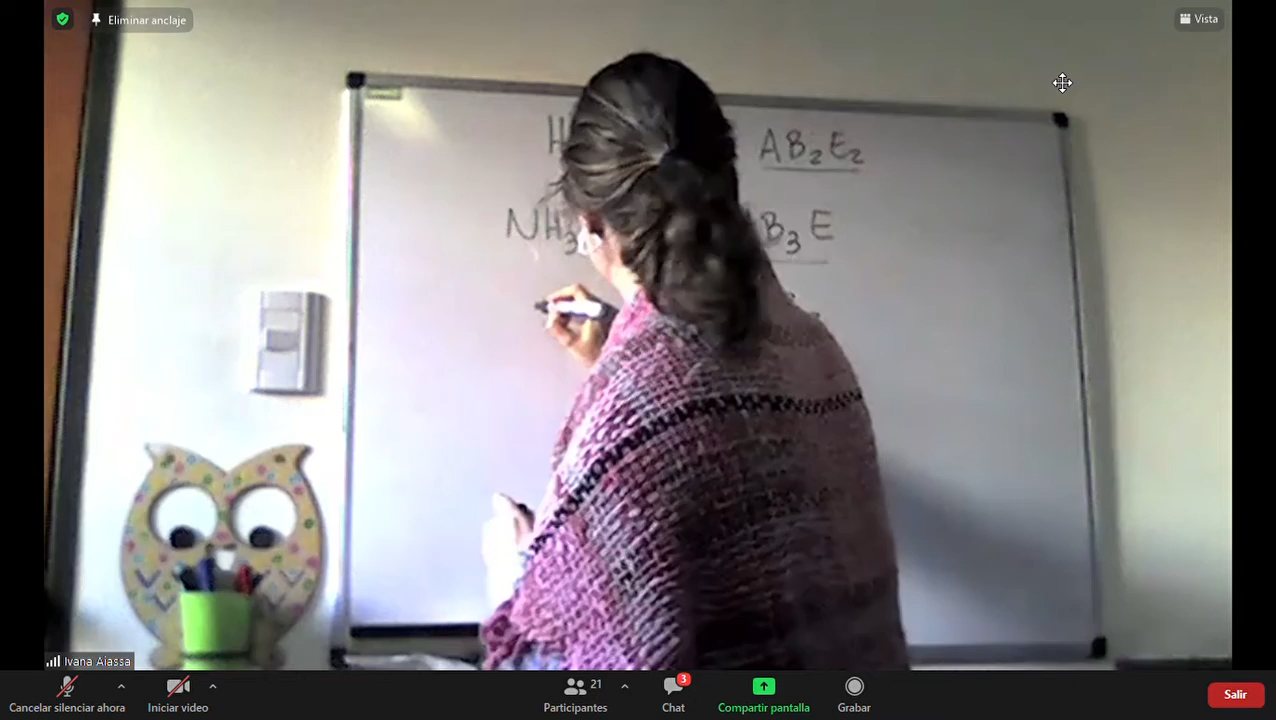 Eliminar anclaje
Vista
H AB₂E₂
NH₃ B₃E
Ivana Aiassa
Cancelar silenciar ahora
Iniciar video
21
Participantes
3
Chat
Compartir pantalla
Grabar
Salir